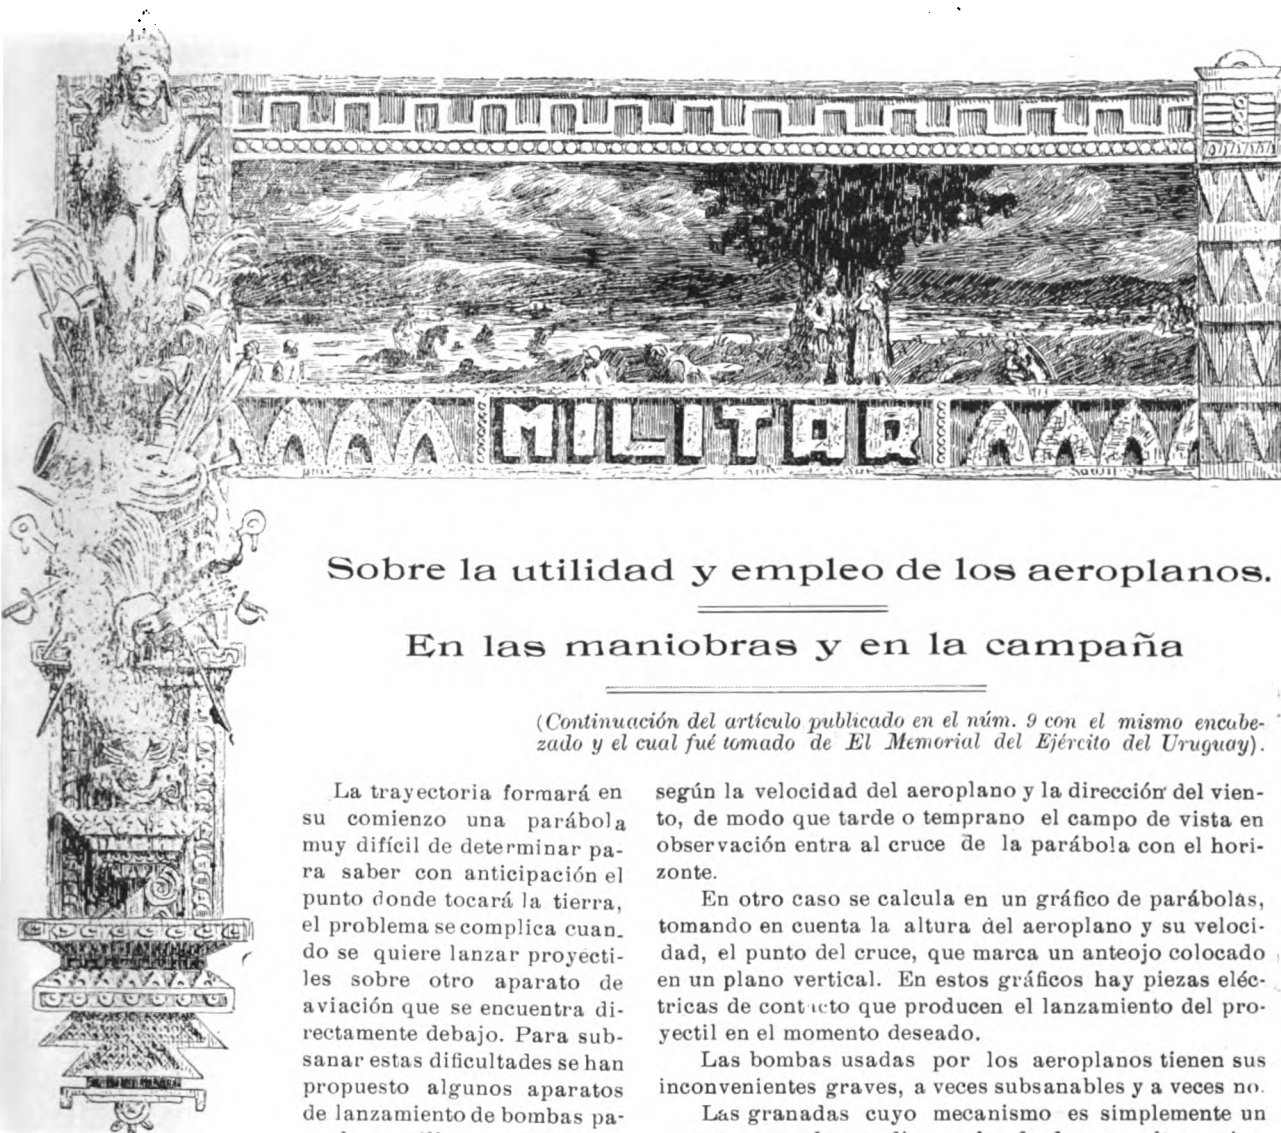 MILITAR
Sobre la utilidad y empleo de los aeroplanos.
En las maniobras y en la campaña
(Continuación del artículo publicado en el núm. 9 con el mismo encabe-
zado y el cual fué tomado de El Memorial del Ejército del Uruguay).
La trayectoria formará en
su comienzo una parábola
muy difícil de determinar pa-
ra saber con anticipación el
punto donde tocará la tierra,
el problema se complica cuan-
do se quiere lanzar proyecti-
les sobre otro aparato de
aviación que se encuentra di-
rectamente debajo. Para sub-
sanar estas dificultades se han
propuesto algunos aparatos
de lanzamiento de bombas pa-
según la velocidad del aeroplano y la dirección del vien-
to, de modo que tarde o temprano el campo de vista en
observación entra al cruce de la parábola con el hori-
zonte.
En otro caso se calcula en un gráfico de parábolas,
tomando en cuenta la altura del aeroplano y su veloci-
dad, el punto del cruce, que marca un anteojo colocado
en un plano vertical. En estos gráficos hay piezas eléc-
tricas de contacto que producen el lanzamiento del pro-
yectil en el momento deseado.
Las bombas usadas por los aeroplanos tienen sus
inconvenientes graves, a veces subsanables y a veces no.
Las granadas cuyo mecanismo es simplemente un